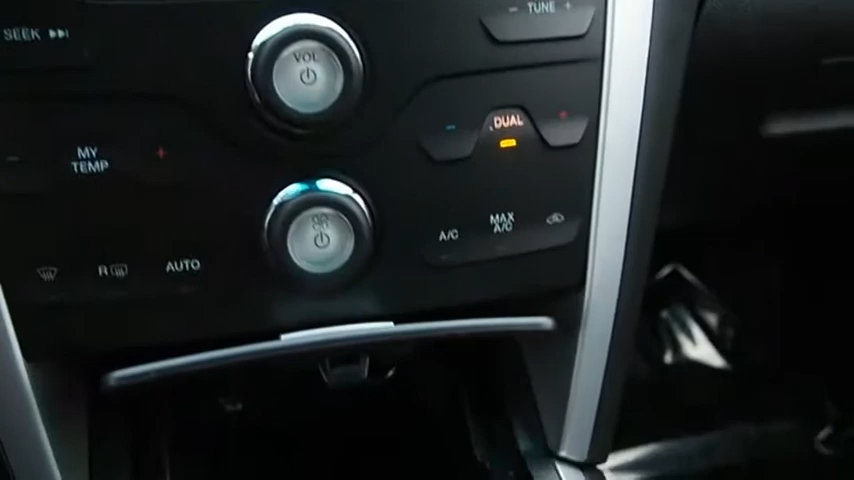 SEEK
VOL
- TUNE +
MY
TEMP
+
-
DUAL
+
R
AUTO
A/C
MAX
A/C